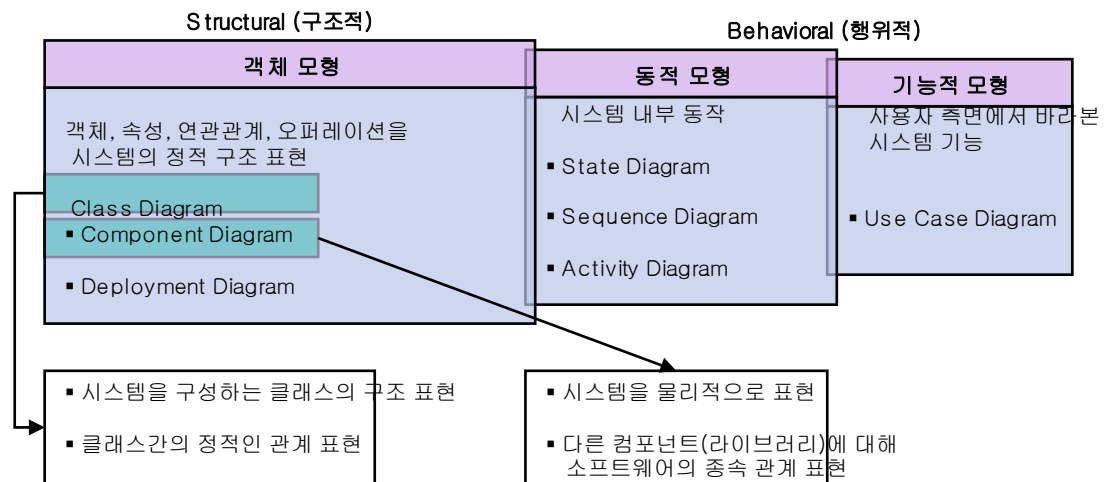 Structural (구조적)
Behavioral (행위적)
객체 모형
객체, 속성, 연관관계, 오퍼레이션을
시스템의 정적 구조 표현
Class Diagram
▪ Component Diagram
▪ Deployment Diagram
동적 모형
시스템 내부 동작
▪ State Diagram
▪ Sequence Diagram
▪ Activity Diagram
기능적 모형
사용자 측면에서 바라본
시스템 기능
▪ Use Case Diagram
▪ 시스템을 구성하는 클래스의 구조 표현
▪ 클래스간의 정적인 관계 표현
▪ 시스템을 물리적으로 표현
▪ 다른 컴포넌트(라이브러리)에 대해
소프트웨어의 종속 관계 표현